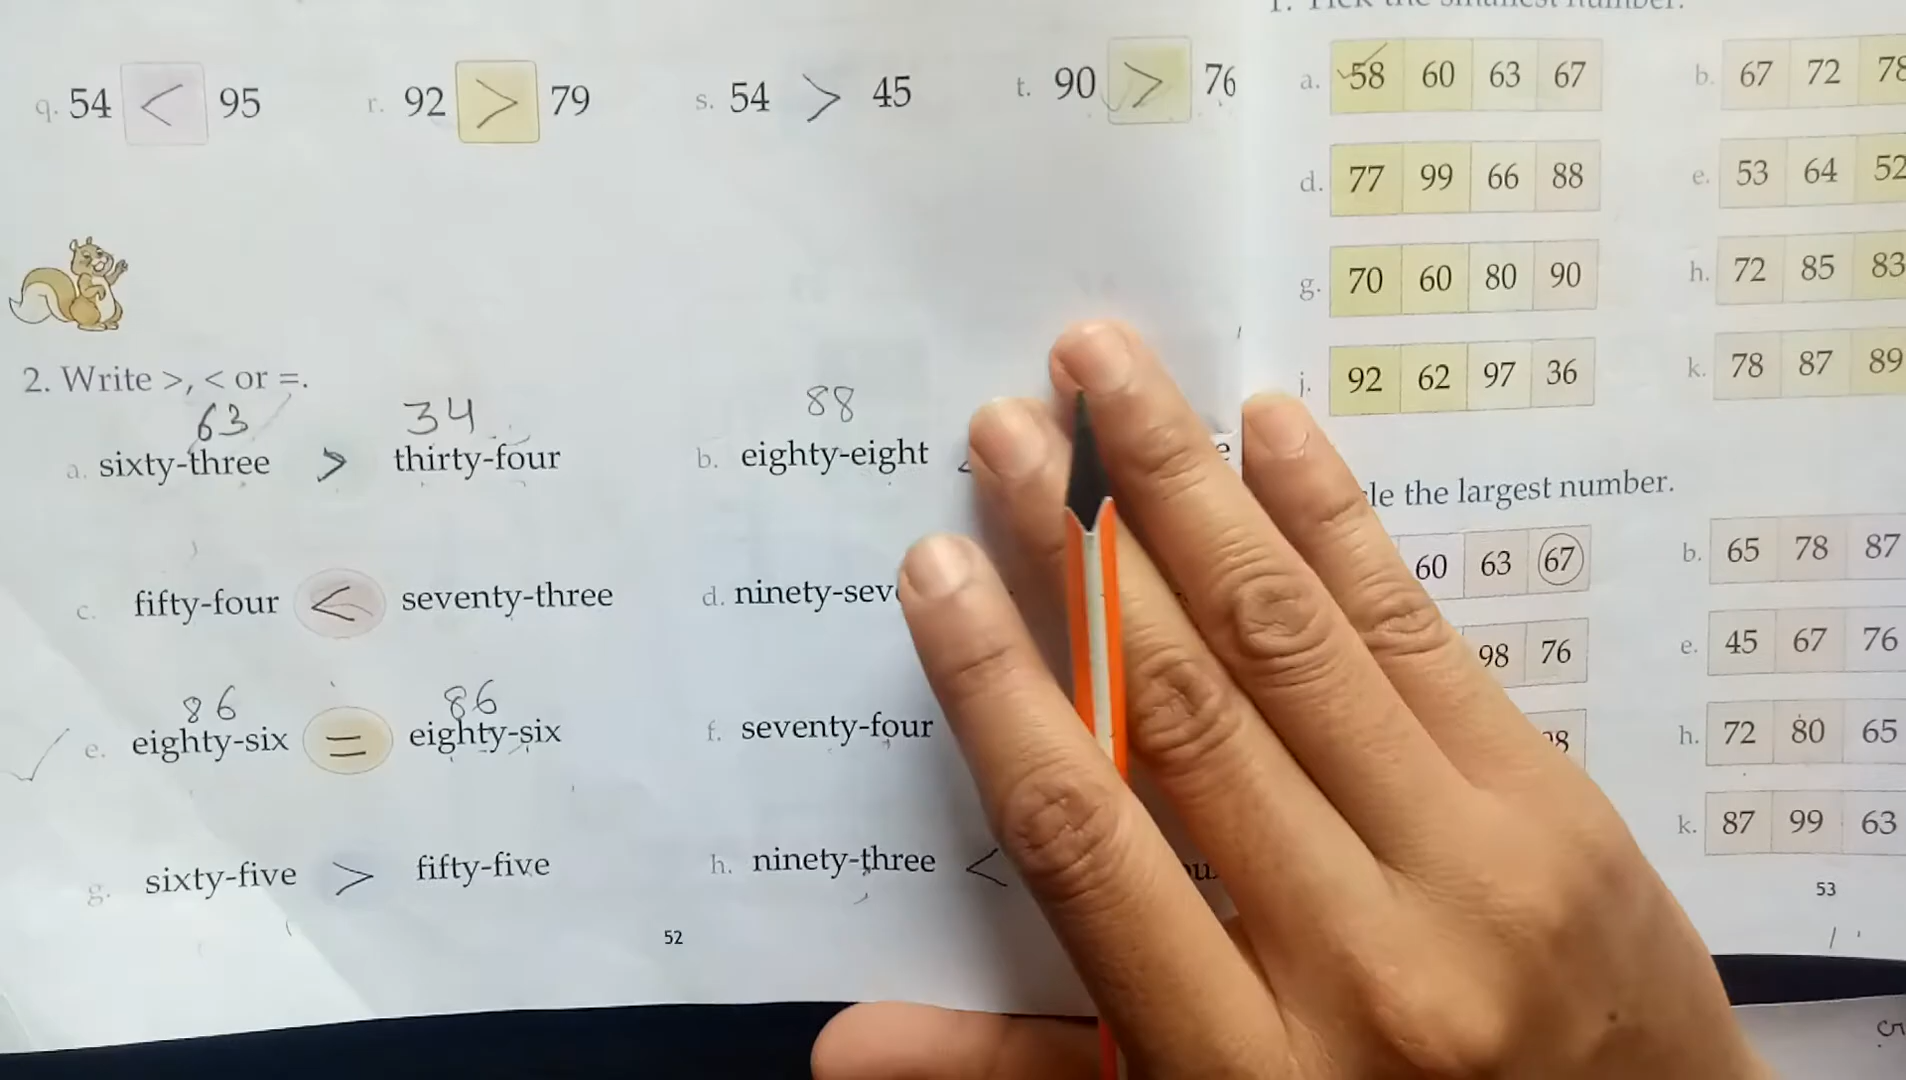 q. 54 < 95 r. 92 > 79 s. 54 > 45 t. 90 > 76
2. Write >, < or =.
63 34 88
a. sixty-three > thirty-four b. eighty-eight
c. fifty-four < seventy-three d.
86 86
e. eighty-six = eighty-six f. seventy-four
g. sixty-five > fifty-five h. ninety-three <
52
a. 58 60 63 67 b. 67 72 78
d. 77 99 66 88 e. 53 64 52
g. 70 60 80 90 h. 72 85 83
j. 92 62 97 36 k. 78 87 89
the largest number.
60 63 67 b. 65 78 87
98 76 e. 45 67 76
h. 72 80 65
k. 87 99 63
53